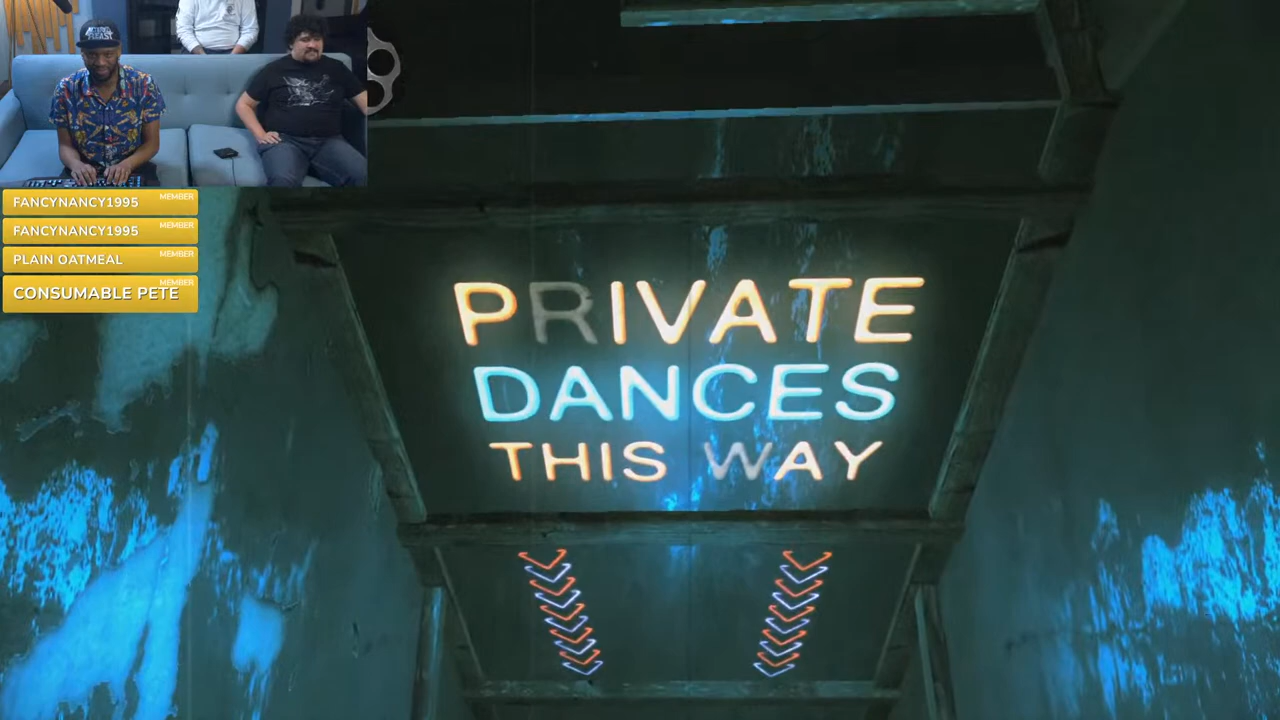 FANCYNANCY1995 MEMBER
FANCYNANCY1995 MEMBER
PLAIN OATMEAL MEMBER
CONSUMABLE PETE MEMBER
PRIVATE
DANCES
THIS WAY